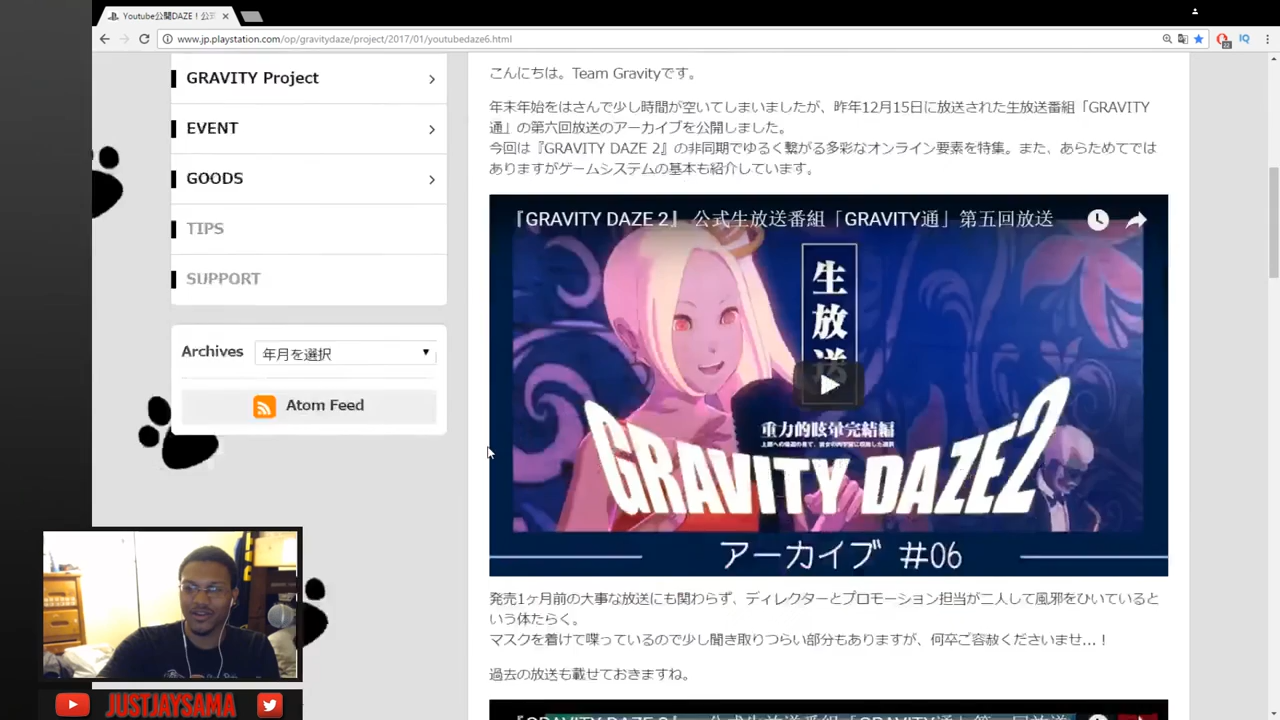 Youtube公開DAZE！公式
www.jp.playstation.com/op/gravitydaze/project/2017/01/youtubedaze6.html
22
IQ
GRAVITY Project
EVENT
GOODS
TIPS
SUPPORT
Archives
年月を選択
Atom Feed
こんにちは。Team Gravityです。
年末年始をはさんで少し時間が空いてしまいましたが、昨年12月15日に放送された生放送番組「GRAVITY
通」の第六回放送のアーカイブを公開しました。
今回は『GRAVITY DAZE 2』の非同期でゆるく繋がる多彩なオンライン要素を特集。また、あらためてでは
ありますがゲームシステムの基本も紹介しています。
『GRAVITY DAZE 2』 公式生放送番組「GRAVITY通」第五回放送
生放送
重力的眩暈完結編
GRAVITY DAZE 2
アーカイブ #06
発売1ヶ月前の大事な放送にも関わらず、ディレクターとプロモーション担当が二人して風邪をひいていると
いう体たらく。
マスクを着けて喋っているので少し聞き取りつらい部分もありますが、何卒ご容赦くださいませ…！
過去の放送も載せておきますね。
JUSTJAYSAMA